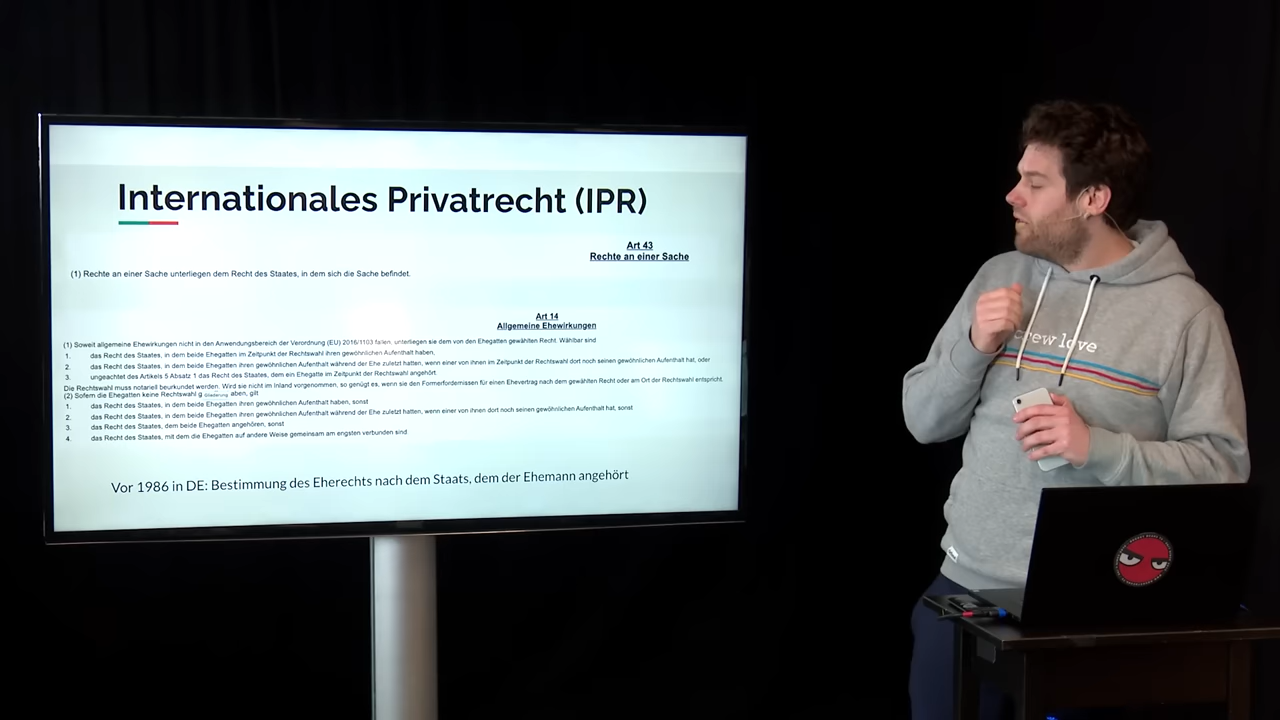 Internationales Privatrecht (IPR)
Art 43
Rechte an einer Sache
(1) Rechte an einer Sache unterliegen dem Recht des Staates, in dem sich die Sache befindet.
Art 14
Allgemeine Ehewirkungen
(1) Soweit allgemeine Ehewirkungen nicht in den Anwendungsbereich der Verordnung (EU) 2016/1103 fallen, unterliegen sie dem von den Ehegatten gewählten Recht. Wählbar sind
1. das Recht des Staates, in dem beide Ehegatten im Zeitpunkt der Rechtswahl ihren gewöhnlichen Aufenthalt haben,
2. das Recht des Staates, in dem beide Ehegatten ihren gewöhnlichen Aufenthalt während der Ehe zuletzt hatten, wenn einer von ihnen im Zeitpunkt der Rechtswahl dort noch seinen gewöhnlichen Aufenthalt hat, oder
3. ungeachtet des Artikels 5 Absatz 1 das Recht des Staates, dem ein Ehegatte im Zeitpunkt der Rechtswahl angehört.
Die Rechtswahl muss notariell beurkundet werden. Wird sie nicht im Inland vorgenommen, so genügt es, wenn sie den Formerfordernissen für einen Ehevertrag nach dem gewählten Recht oder am Ort der Rechtswahl entspricht.
(2) Sofern die Ehegatten keine Rechtswahl g Gliederung aben, gilt
1. das Recht des Staates, in dem beide Ehegatten ihren gewöhnlichen Aufenthalt haben, sonst
2. das Recht des Staates, in dem beide Ehegatten ihren gewöhnlichen Aufenthalt während der Ehe zuletzt hatten, wenn einer von ihnen dort noch seinen gewöhnlichen Aufenthalt hat, sonst
3. das Recht des Staates, dem beide Ehegatten angehören, sonst
4. das Recht des Staates, mit dem die Ehegatten auf andere Weise gemeinsam am engsten verbunden sind
Vor 1986 in DE: Bestimmung des Eherechts nach dem Staats, dem der Ehemann angehört
crew love